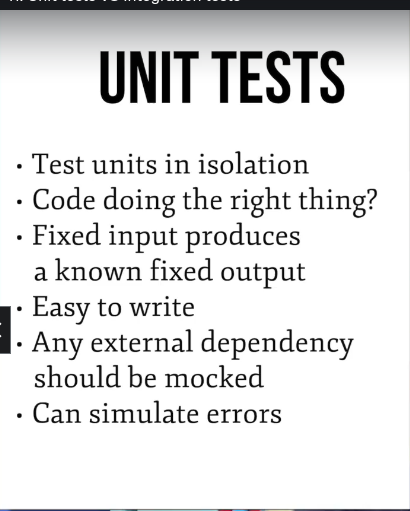 UNIT TESTS
· Test units in isolation
· Code doing the right thing?
· Fixed input produces
a known fixed output
· Easy to write
· Any external dependency
should be mocked
· Can simulate errors